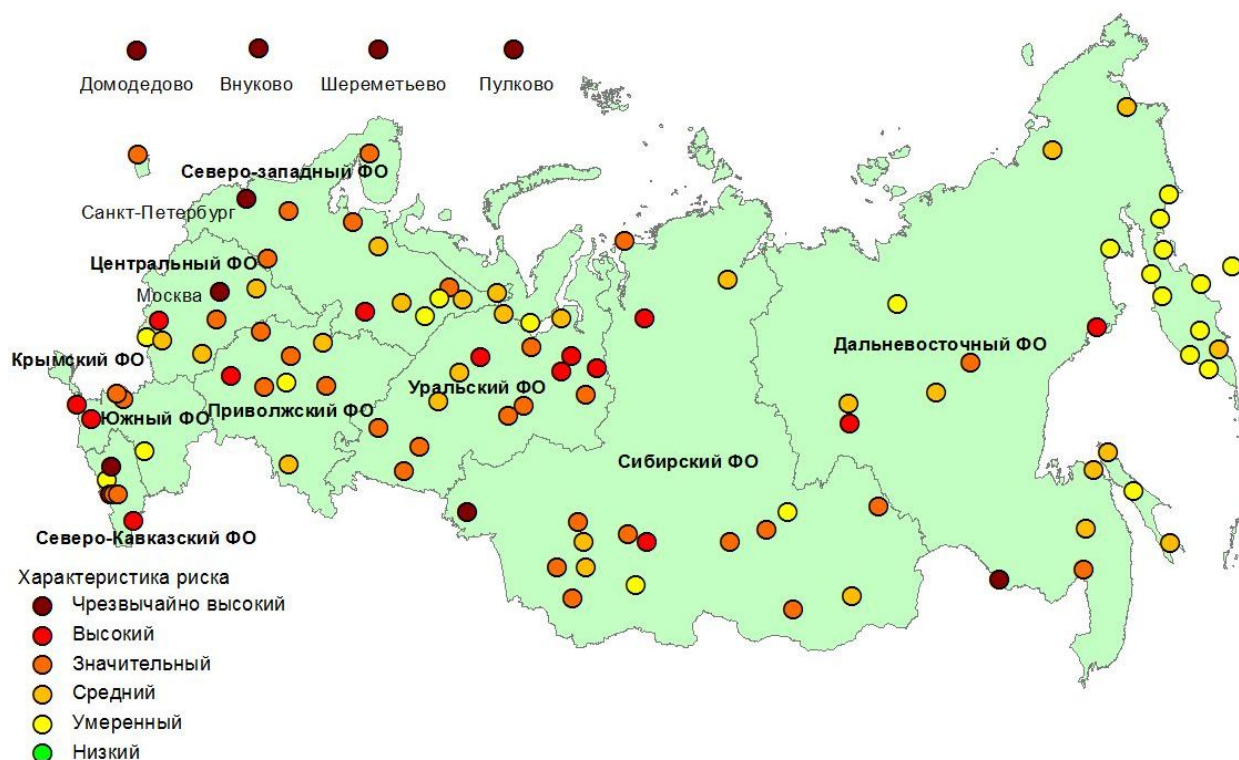 Домодедово
Внуково
Шереметьево
Пулково
Северо-западный ФО
Санкт-Петербург
Центральный ФО
Москва
Крымский ФО
Южный ФО
Приволжский ФО
Уральский ФО
Дальневосточный ФО
Сибирский ФО
Северо-Кавказский ФО
Характеристика риска
Чрезвычайно высокий
Высокий
Значительный
Средний
Умеренный
Низкий